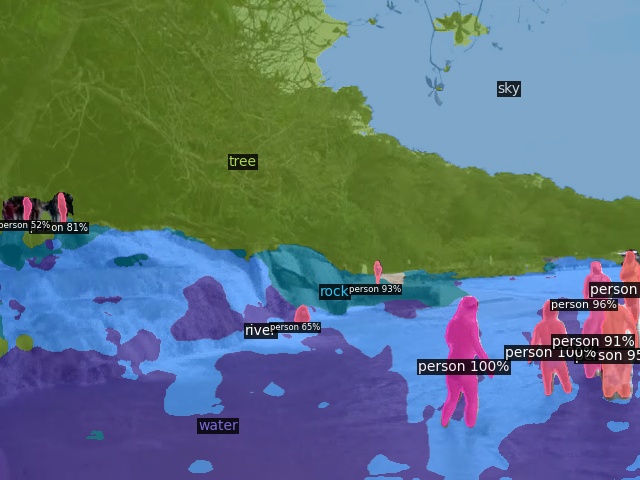 sky
tree
person 52%
on 81%
rock
person 93%
person
person 96%
river
person 65%
person 91%
person 100%
son 95
person 100%
water